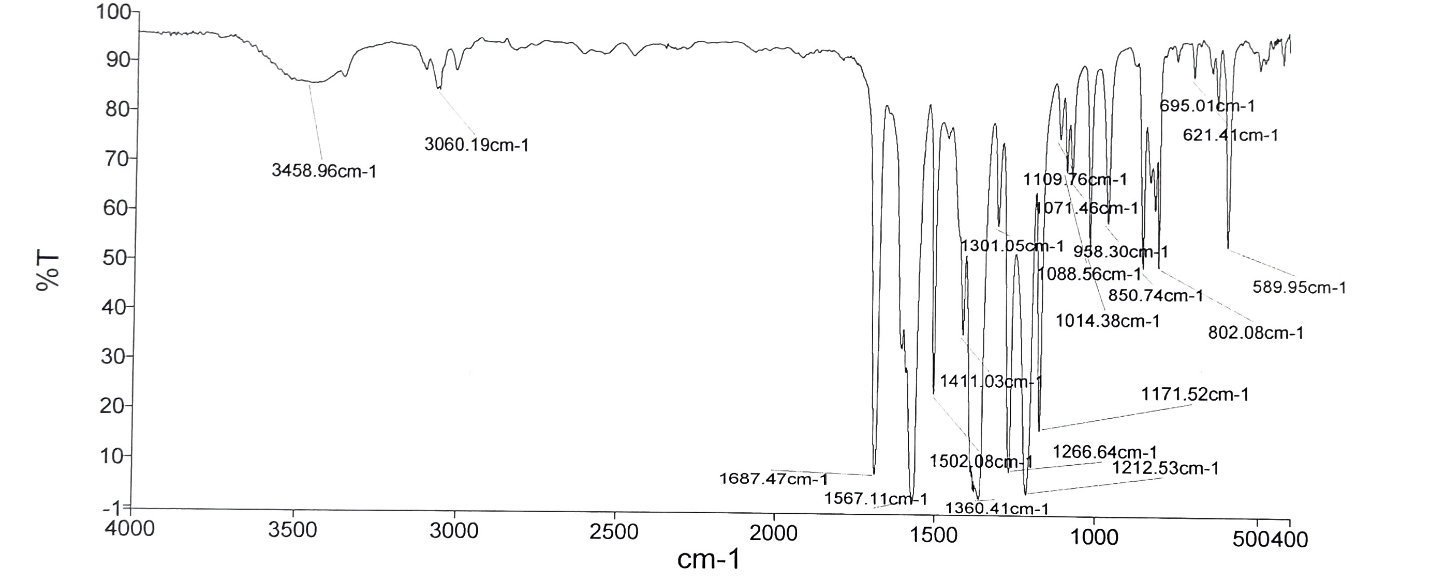 100
90
80
70
60
50
40
30
20
10
-1
%T
4000
3500
3000
2500
2000
1500
1000
500400
cm-1
3458.96cm-1
3060.19cm-1
1687.47cm-1
1567.11cm-1
1502.08cm-1
1411.03cm-1
1360.41cm-1
1301.05cm-1
1266.64cm-1
1212.53cm-1
1171.52cm-1
1109.76cm-1
1071.46cm-1
1088.56cm-1
1014.38cm-1
958.30cm-1
850.74cm-1
802.08cm-1
695.01cm-1
621.41cm-1
589.95cm-1